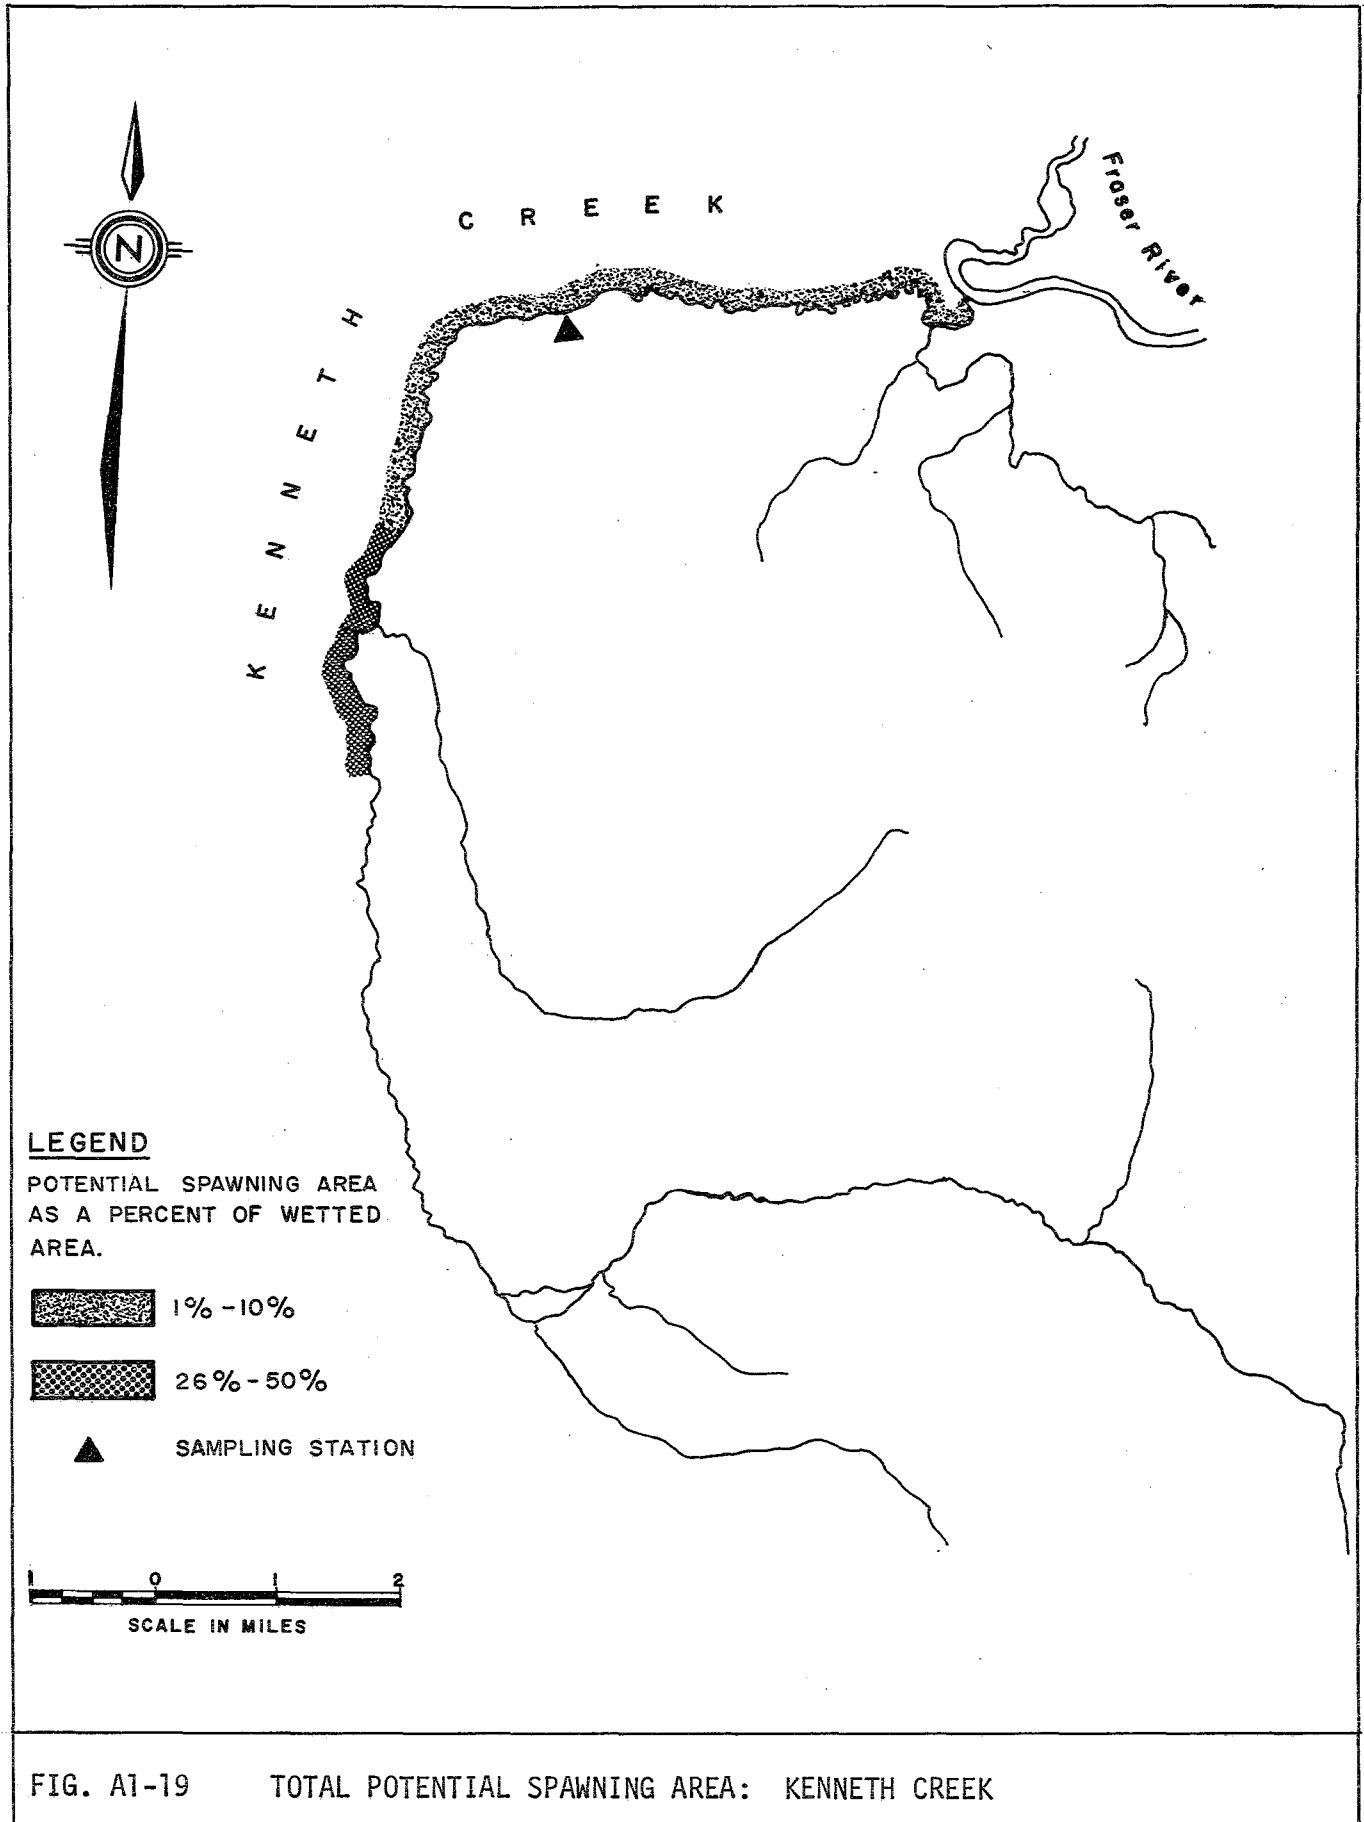 CREEK
Fraser River
N
KENNETH
LEGEND
POTENTIAL SPAWNING AREA
AS A PERCENT OF WETTED
AREA.
1%-10%
26%-50%
SAMPLING STATION
1 0 1 2
SCALE IN MILES
FIG. A1-19 TOTAL POTENTIAL SPAWNING AREA: KENNETH CREEK